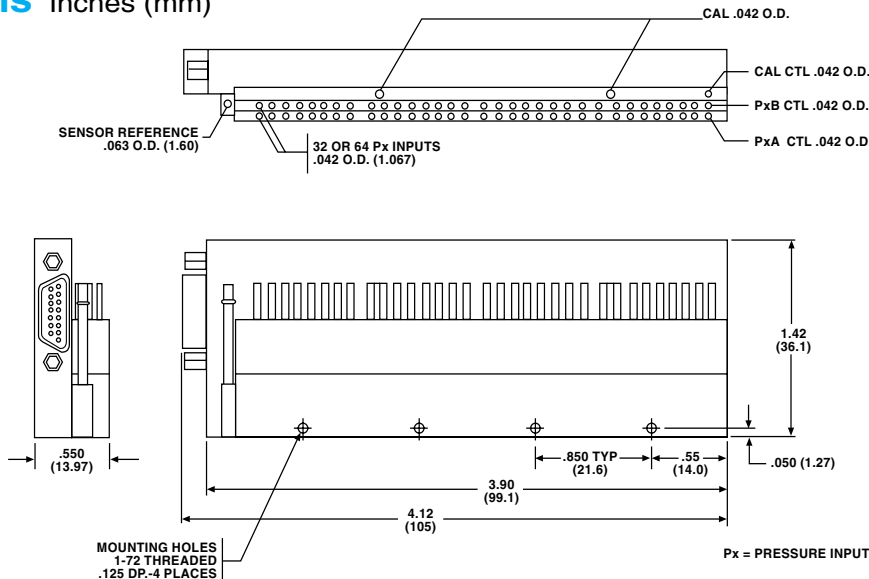 inches (mm)
CAL .042 O.D.
CAL CTL .042 O.D.
PxB CTL .042 O.D.
PxA CTL .042 O.D
SENSOR REFERENCE
.063 O.D. (1.60)
32 OR 64 Px INPUTS
.042 O.D. (1.067)
1.42
(36.1)
.550
(13.97)
.850 TYP
(21.6)
.55
(14.0)
.050 (1.27)
3.90
(99.1)
4.12
(105)
MOUNTING HOLES
1-72 THREADED
.125 DP.-4 PLACES
Px = PRESSURE INPUT